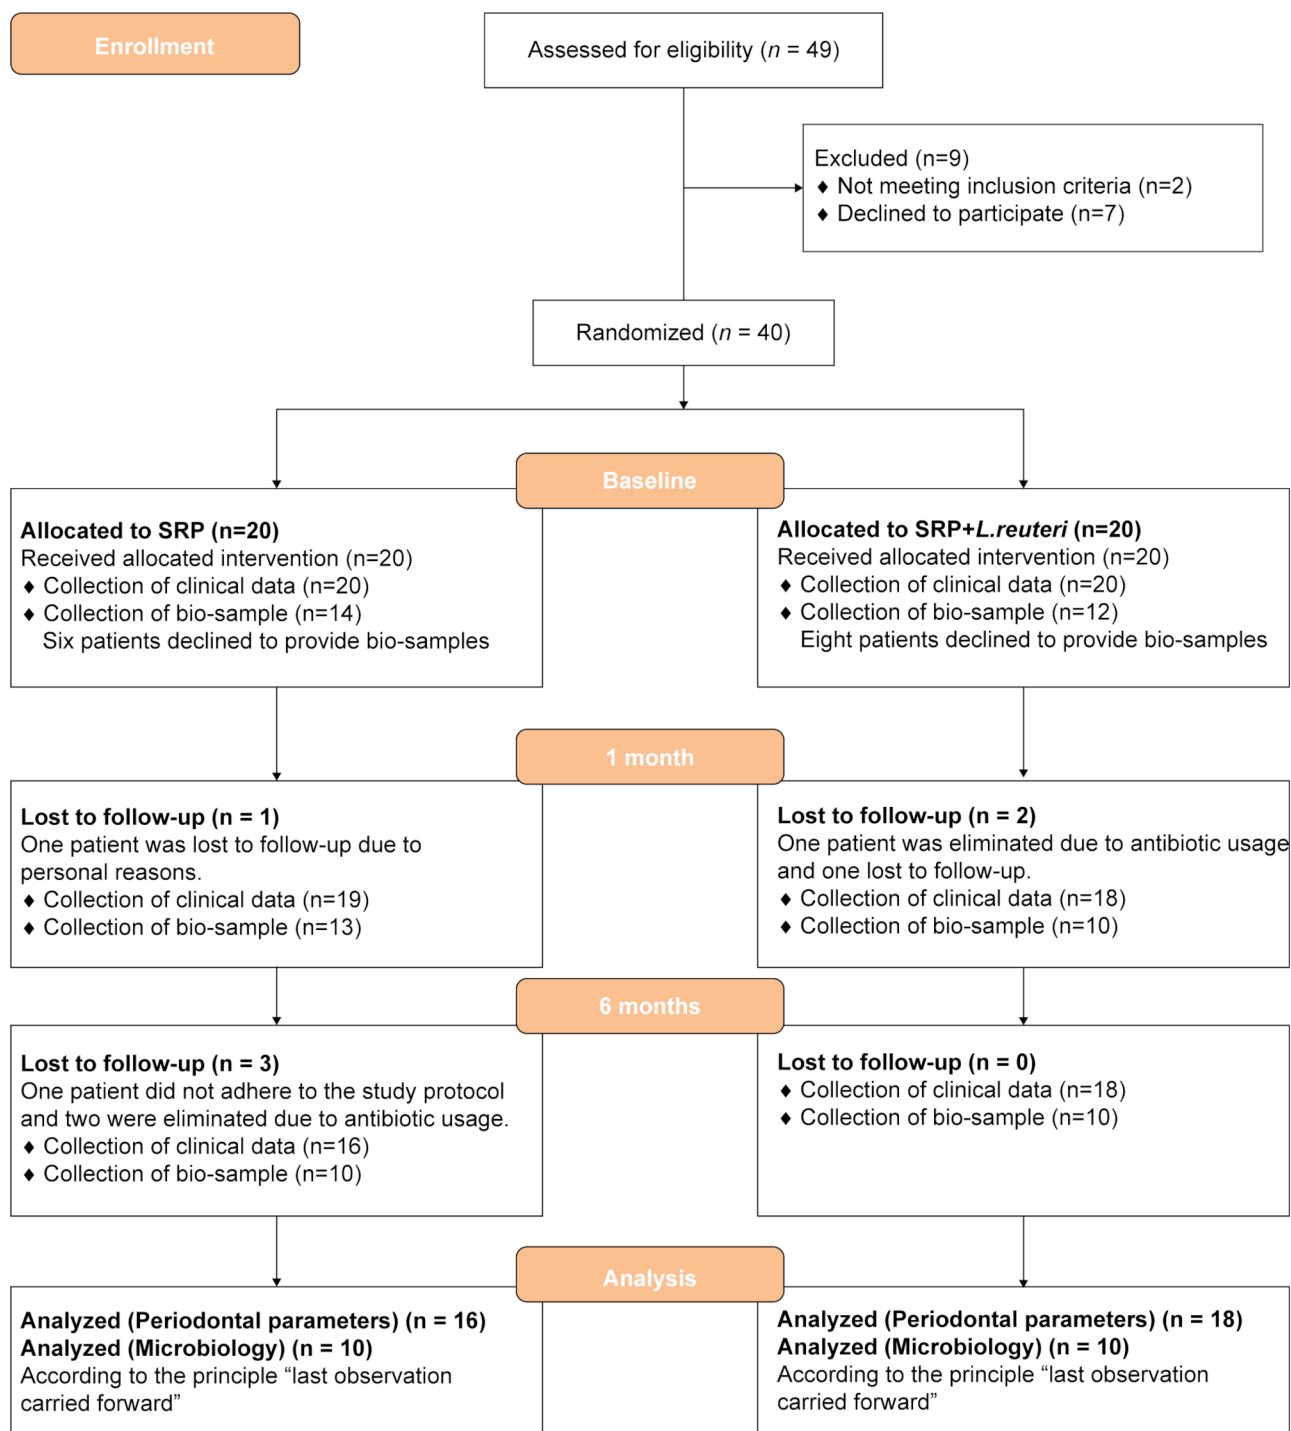 Enrollment
Assessed for eligibility (n = 49)
Excluded (n=9)
♦ Not meeting inclusion criteria (n=2)
♦ Declined to participate (n=7)
Randomized (n = 40)
Baseline
Allocated to SRP (n=20)
Received allocated intervention (n=20)
♦ Collection of clinical data (n=20)
♦ Collection of bio-sample (n=14)
Six patients declined to provide bio-samples
Allocated to SRP+L.reuteri (n=20)
Received allocated intervention (n=20)
♦ Collection of clinical data (n=20)
♦ Collection of bio-sample (n=12)
Eight patients declined to provide bio-samples
1 month
Lost to follow-up (n = 1)
One patient was lost to follow-up due to
personal reasons.
♦ Collection of clinical data (n=19)
♦ Collection of bio-sample (n=13)
Lost to follow-up (n = 2)
One patient was eliminated due to antibiotic usage
and one lost to follow-up.
♦ Collection of clinical data (n=18)
♦ Collection of bio-sample (n=10)
6 months
Lost to follow-up (n = 3)
One patient did not adhere to the study protocol
and two were eliminated due to antibiotic usage.
♦ Collection of clinical data (n=16)
♦ Collection of bio-sample (n=10)
Lost to follow-up (n = 0)
♦ Collection of clinical data (n=18)
♦ Collection of bio-sample (n=10)
Analysis
Analyzed (Periodontal parameters) (n = 16)
Analyzed (Microbiology) (n = 10)
According to the principle “last observation
carried forward”
Analyzed (Periodontal parameters) (n = 18)
Analyzed (Microbiology) (n = 10)
According to the principle “last observation
carried forward”